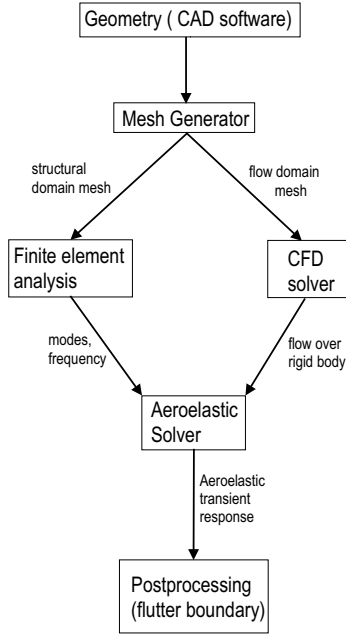 Geometry ( CAD software)
Mesh Generator
structural
domain mesh
flow domain
mesh
Finite element
analysis
CFD
solver
modes,
frequency
flow over
rigid body
Aeroelastic
Solver
Aeroelastic
transient
response
Postprocessing
(flutter boundary)